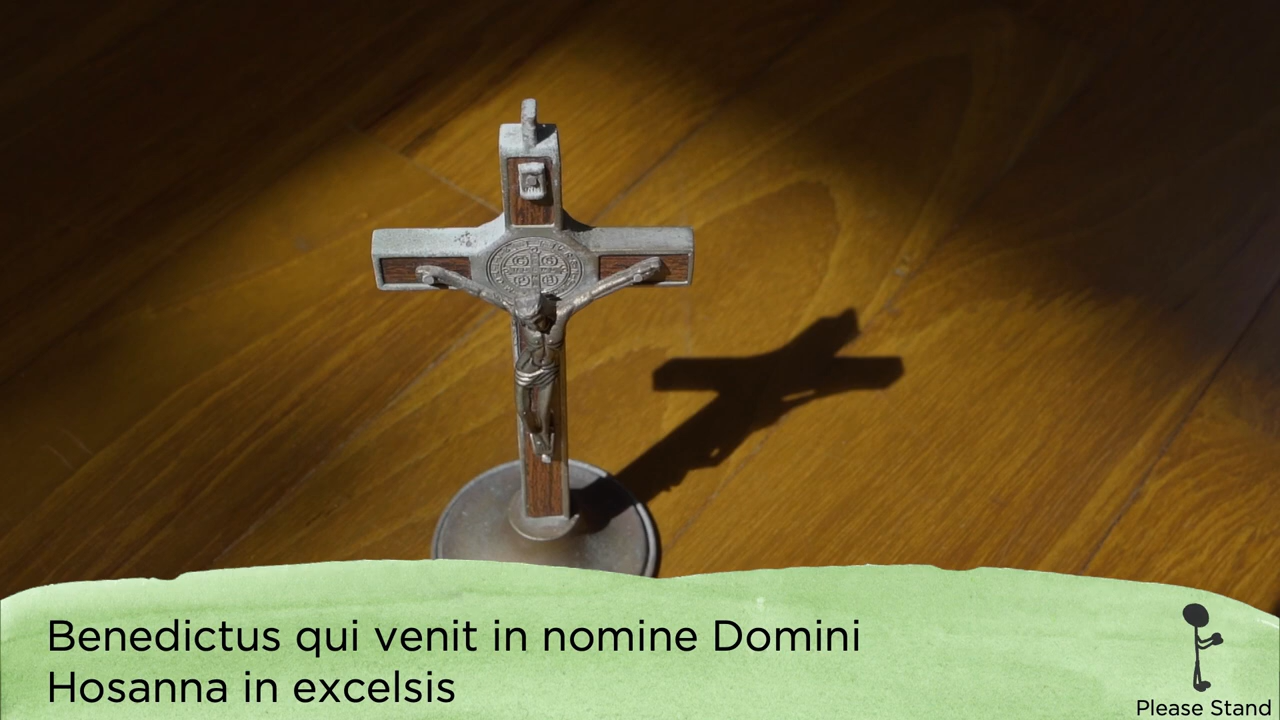 Benedictus qui venit in nomine Domini
Hosanna in excelsis
Please Stand